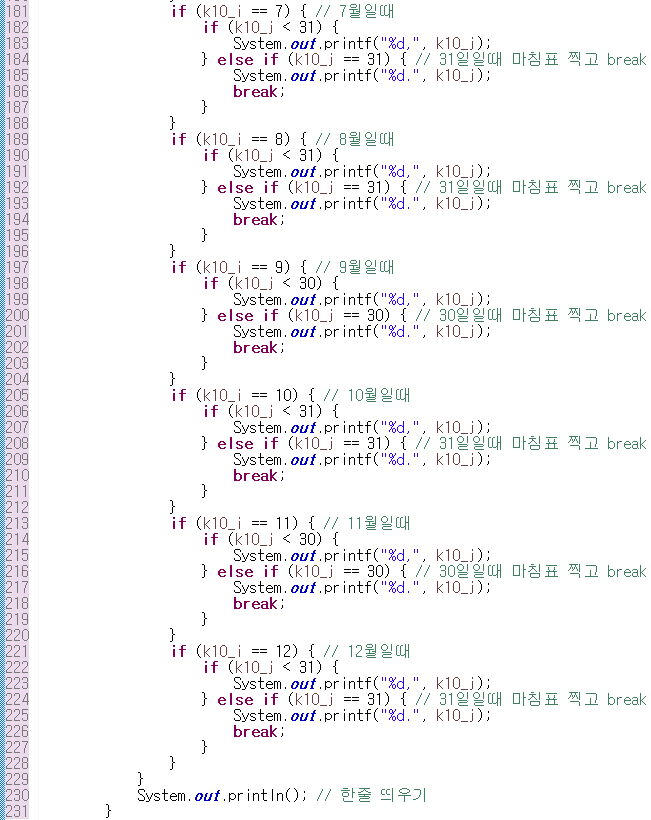 181 if (k10_i == 7) { // 7월일때
182 if (k10_j < 31) {
183 System.out.printf("%d,", k10_j);
184 } else if (k10_j == 31) { // 31일일때 마침표 찍고 break
185 System.out.printf("%d.", k10_j);
186 break;
187 }
188 }
189 if (k10_i == 8) { // 8월일때
190 if (k10_j < 31) {
191 System.out.printf("%d,", k10_j);
192 } else if (k10_j == 31) { // 31일일때 마침표 찍고 break
193 System.out.printf("%d.", k10_j);
194 break;
195 }
196 }
197 if (k10_i == 9) { // 9월일때
198 if (k10_j < 30) {
199 System.out.printf("%d,", k10_j);
200 } else if (k10_j == 30) { // 30일일때 마침표 찍고 break
201 System.out.printf("%d.", k10_j);
202 break;
203 }
204 }
205 if (k10_i == 10) { // 10월일때
206 if (k10_j < 31) {
207 System.out.printf("%d,", k10_j);
208 } else if (k10_j == 31) { // 31일일때 마침표 찍고 break
209 System.out.printf("%d.", k10_j);
210 break;
211 }
212 }
213 if (k10_i == 11) { // 11월일때
214 if (k10_j < 30) {
215 System.out.printf("%d,", k10_j);
216 } else if (k10_j == 30) { // 30일일때 마침표 찍고 break
217 System.out.printf("%d.", k10_j);
218 break;
219 }
220 }
221 if (k10_i == 12) { // 12월일때
222 if (k10_j < 31) {
223 System.out.printf("%d,", k10_j);
224 } else if (k10_j == 31) { // 31일일때 마침표 찍고 break
225 System.out.printf("%d.", k10_j);
226 break;
227 }
228 }
229 }
230 System.out.println(); // 한줄 띄우기
231 }